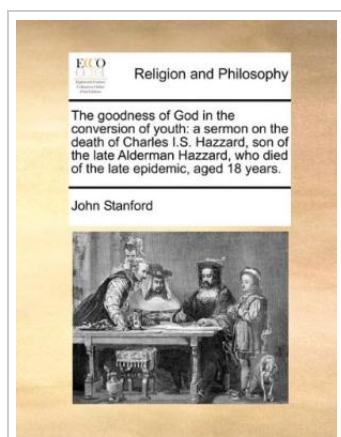 ECCO
Religion and Philosophy
The goodness of God in the
conversion of youth: a sermon on the
death of Charles I.S. Hazzard, son of
the late Alderman Hazzard, who died
of the late epidemic, aged 18 years.
John Stanford